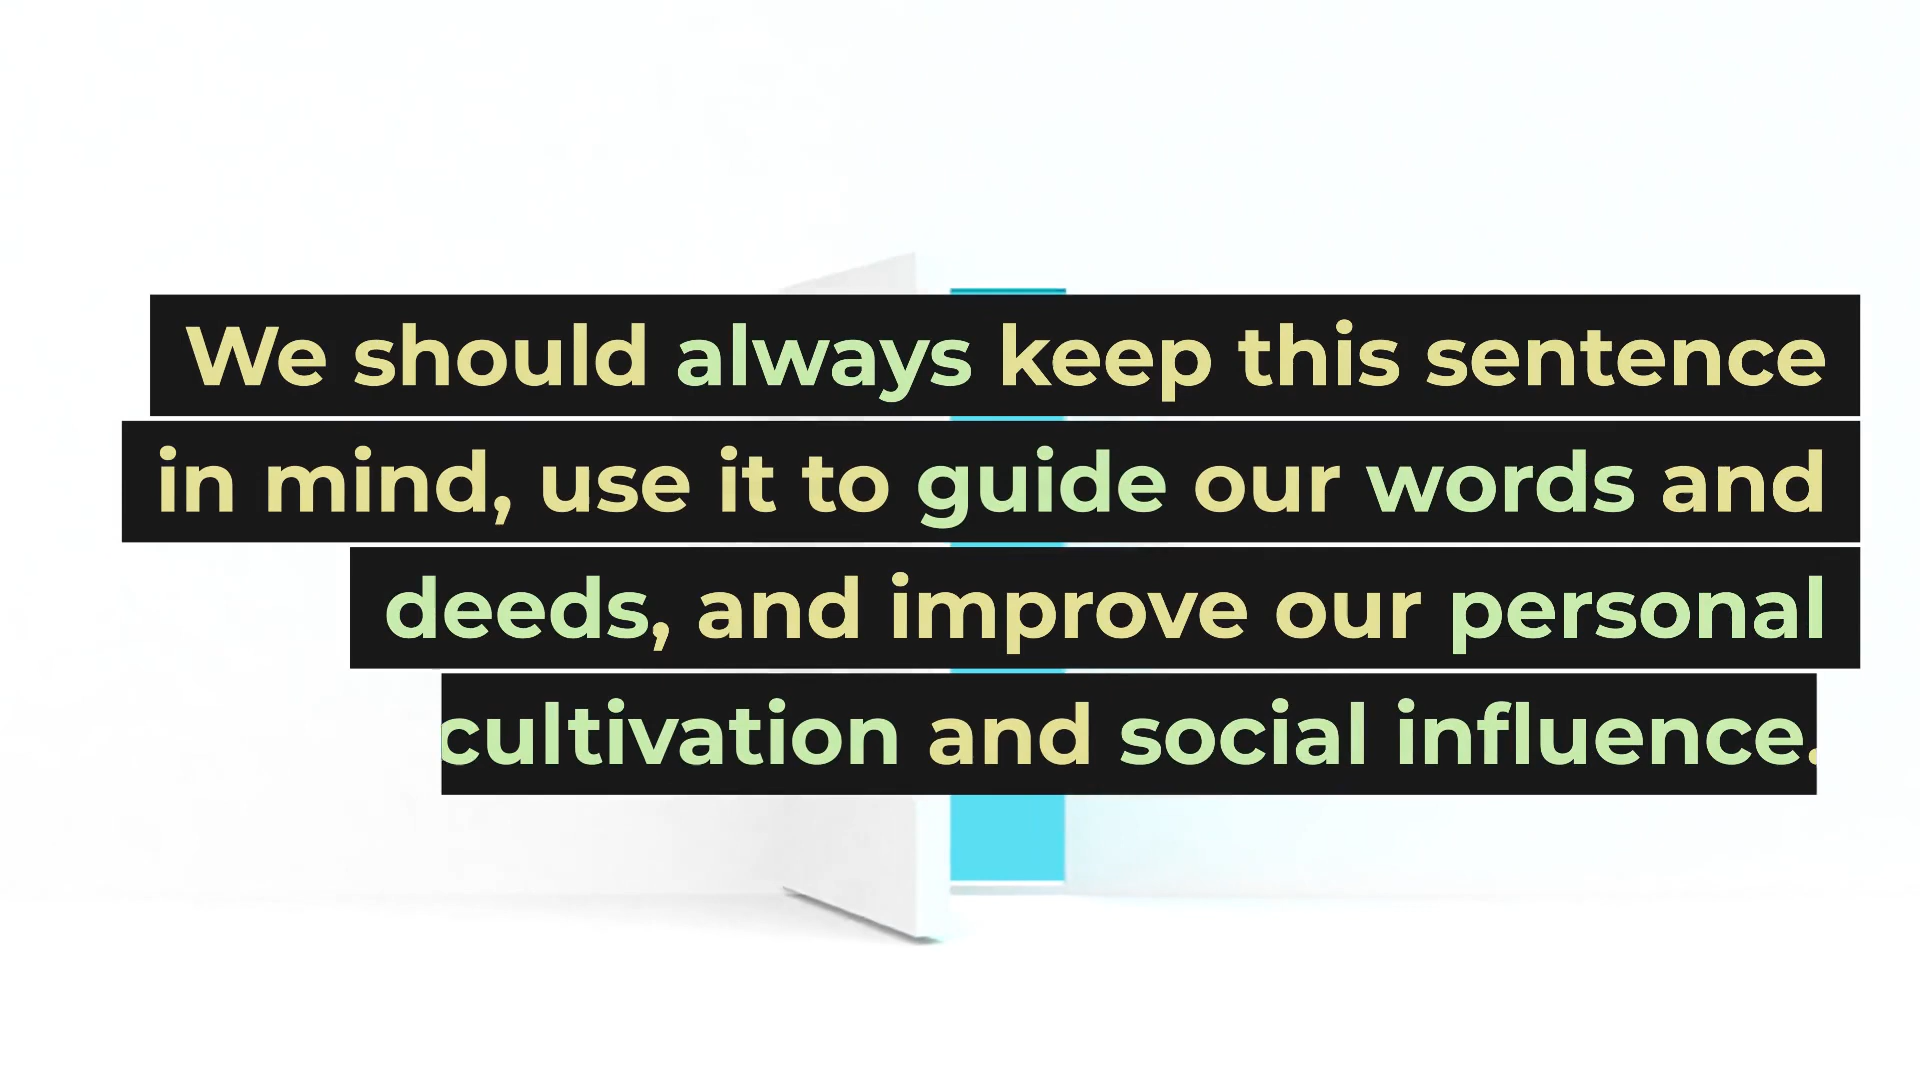 We should always keep this sentence
in mind, use it to guide our words and
deeds, and improve our personal
cultivation and social influence.